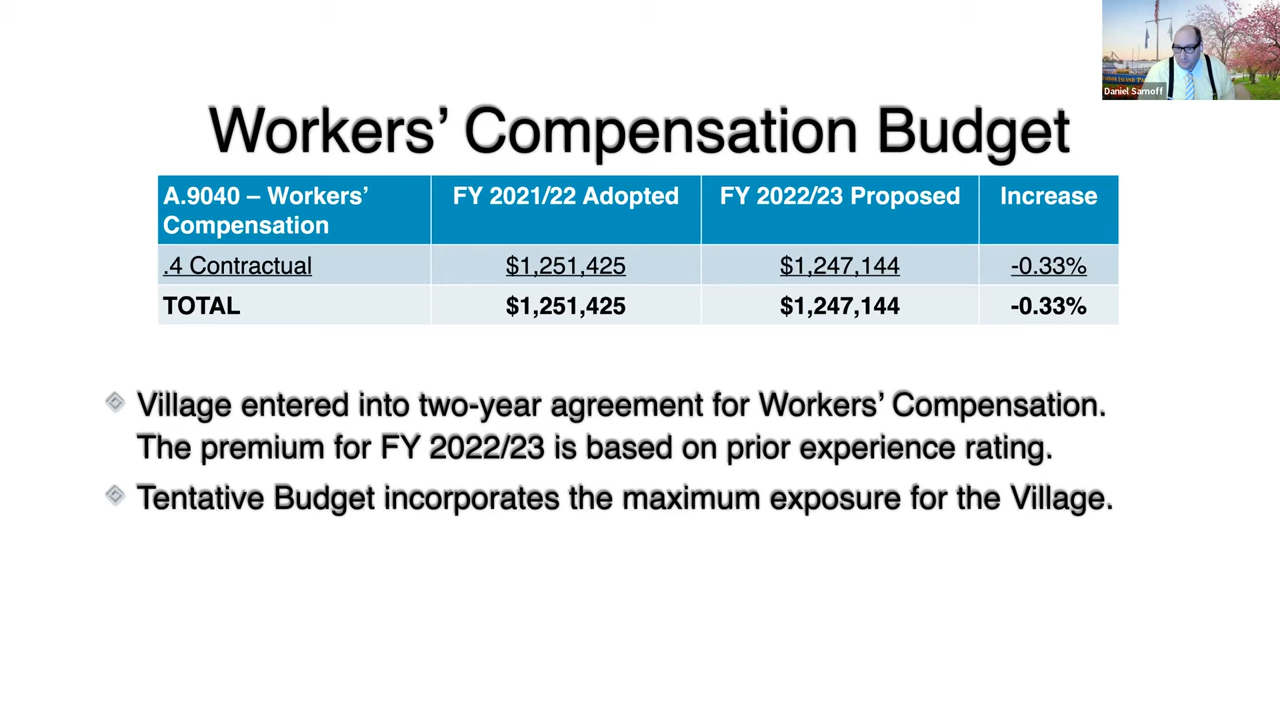 Daniel Sarnoff
Workers’ Compensation Budget
A.9040 – Workers’ Compensation FY 2021/22 Adopted FY 2022/23 Proposed Increase
.4 Contractual $1,251,425 $1,247,144 -0.33%
TOTAL $1,251,425 $1,247,144 -0.33%
Village entered into two-year agreement for Workers’ Compensation.
The premium for FY 2022/23 is based on prior experience rating.
Tentative Budget incorporates the maximum exposure for the Village.